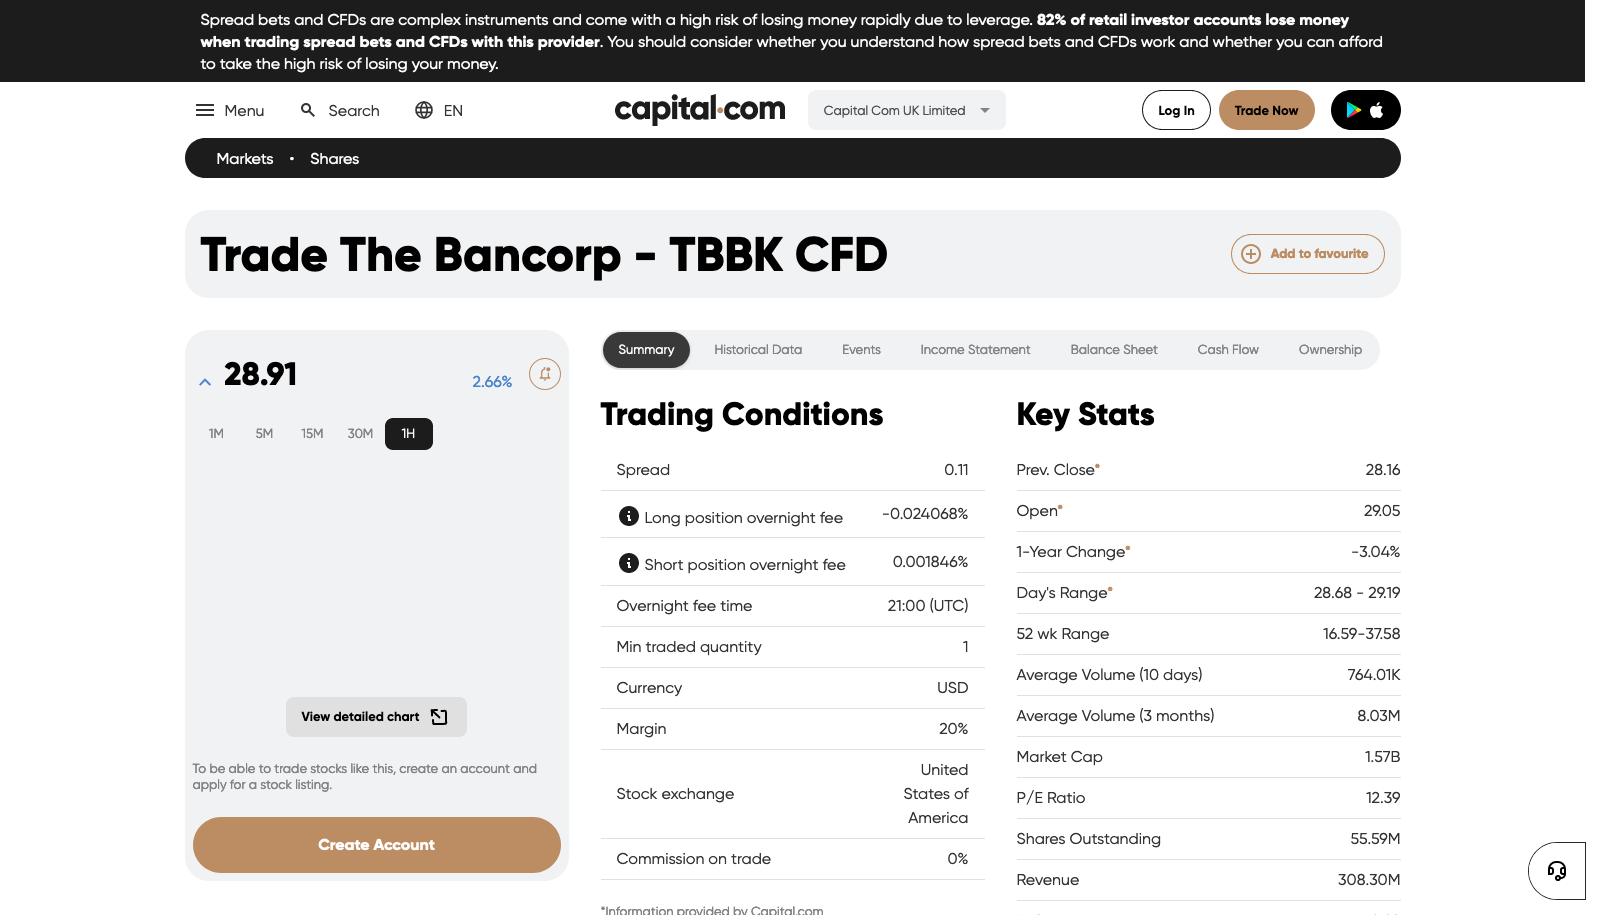 Spread bets and CFDs are complex instruments and come with a high risk of losing money rapidly due to leverage. 82% of retail investor accounts lose money
when trading spread bets and CFDs with this provider. You should consider whether you understand how spread bets and CFDs work and whether you can afford
to take the high risk of losing your money.
Menu Search EN capital.com Capital Com UK Limited Log In Trade Now
Markets • Shares
Trade The Bancorp - TBBK CFD Add to favourite
28.91 2.66%
1M 5M 15M 30M 1H
View detailed chart
To be able to trade stocks like this, create an account and
apply for a stock listing.
Create Account
Summary Historical Data Events Income Statement Balance Sheet Cash Flow Ownership
Trading Conditions
Spread 0.11
Long position overnight fee -0.024068%
Short position overnight fee 0.001846%
Overnight fee time 21:00 (UTC)
Min traded quantity 1
Currency USD
Margin 20%
Stock exchange United
States of
America
Commission on trade 0%
*Information provided by Capital.com
Key Stats
Prev. Close* 28.16
Open* 29.05
1-Year Change* -3.04%
Day's Range* 28.68 - 29.19
52 wk Range 16.59-37.58
Average Volume (10 days) 764.01K
Average Volume (3 months) 8.03M
Market Cap 1.57B
P/E Ratio 12.39
Shares Outstanding 55.59M
Revenue 308.30M